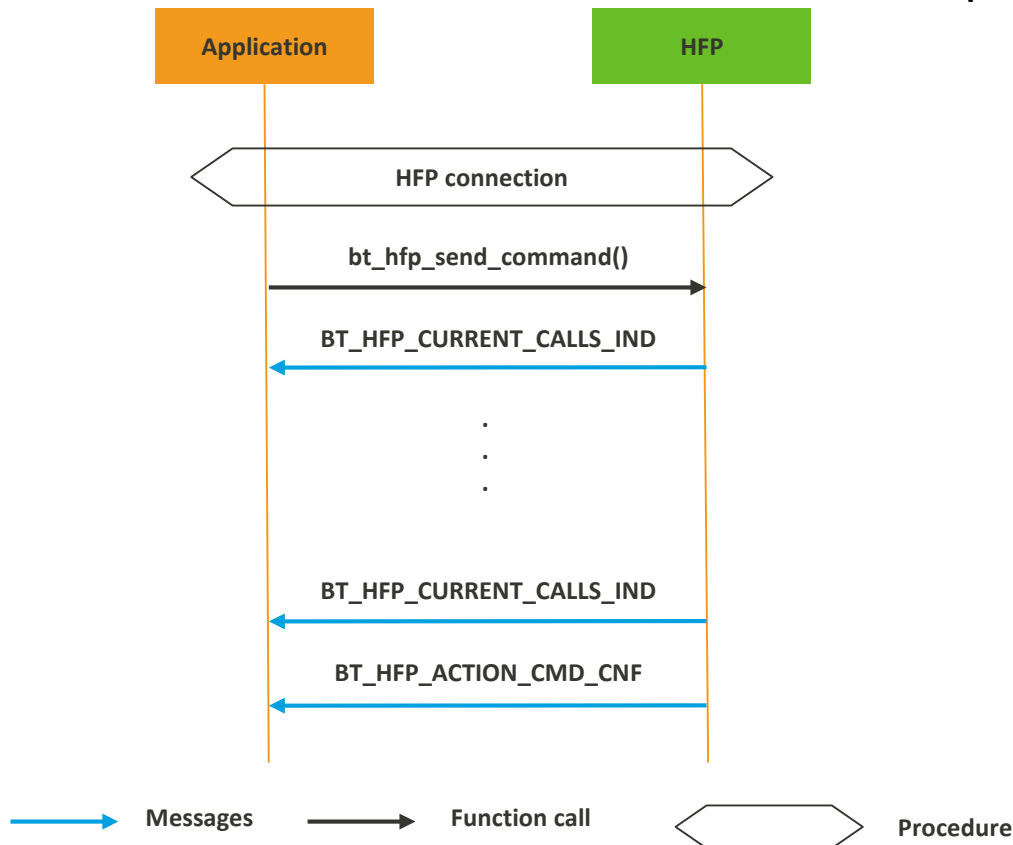 Application
HFP
HFP connection
bt_hfp_send_command()
BT_HFP_CURRENT_CALLS_IND
.
.
.
BT_HFP_CURRENT_CALLS_IND
BT_HFP_ACTION_CMD_CNF
Messages
Function call
Procedure